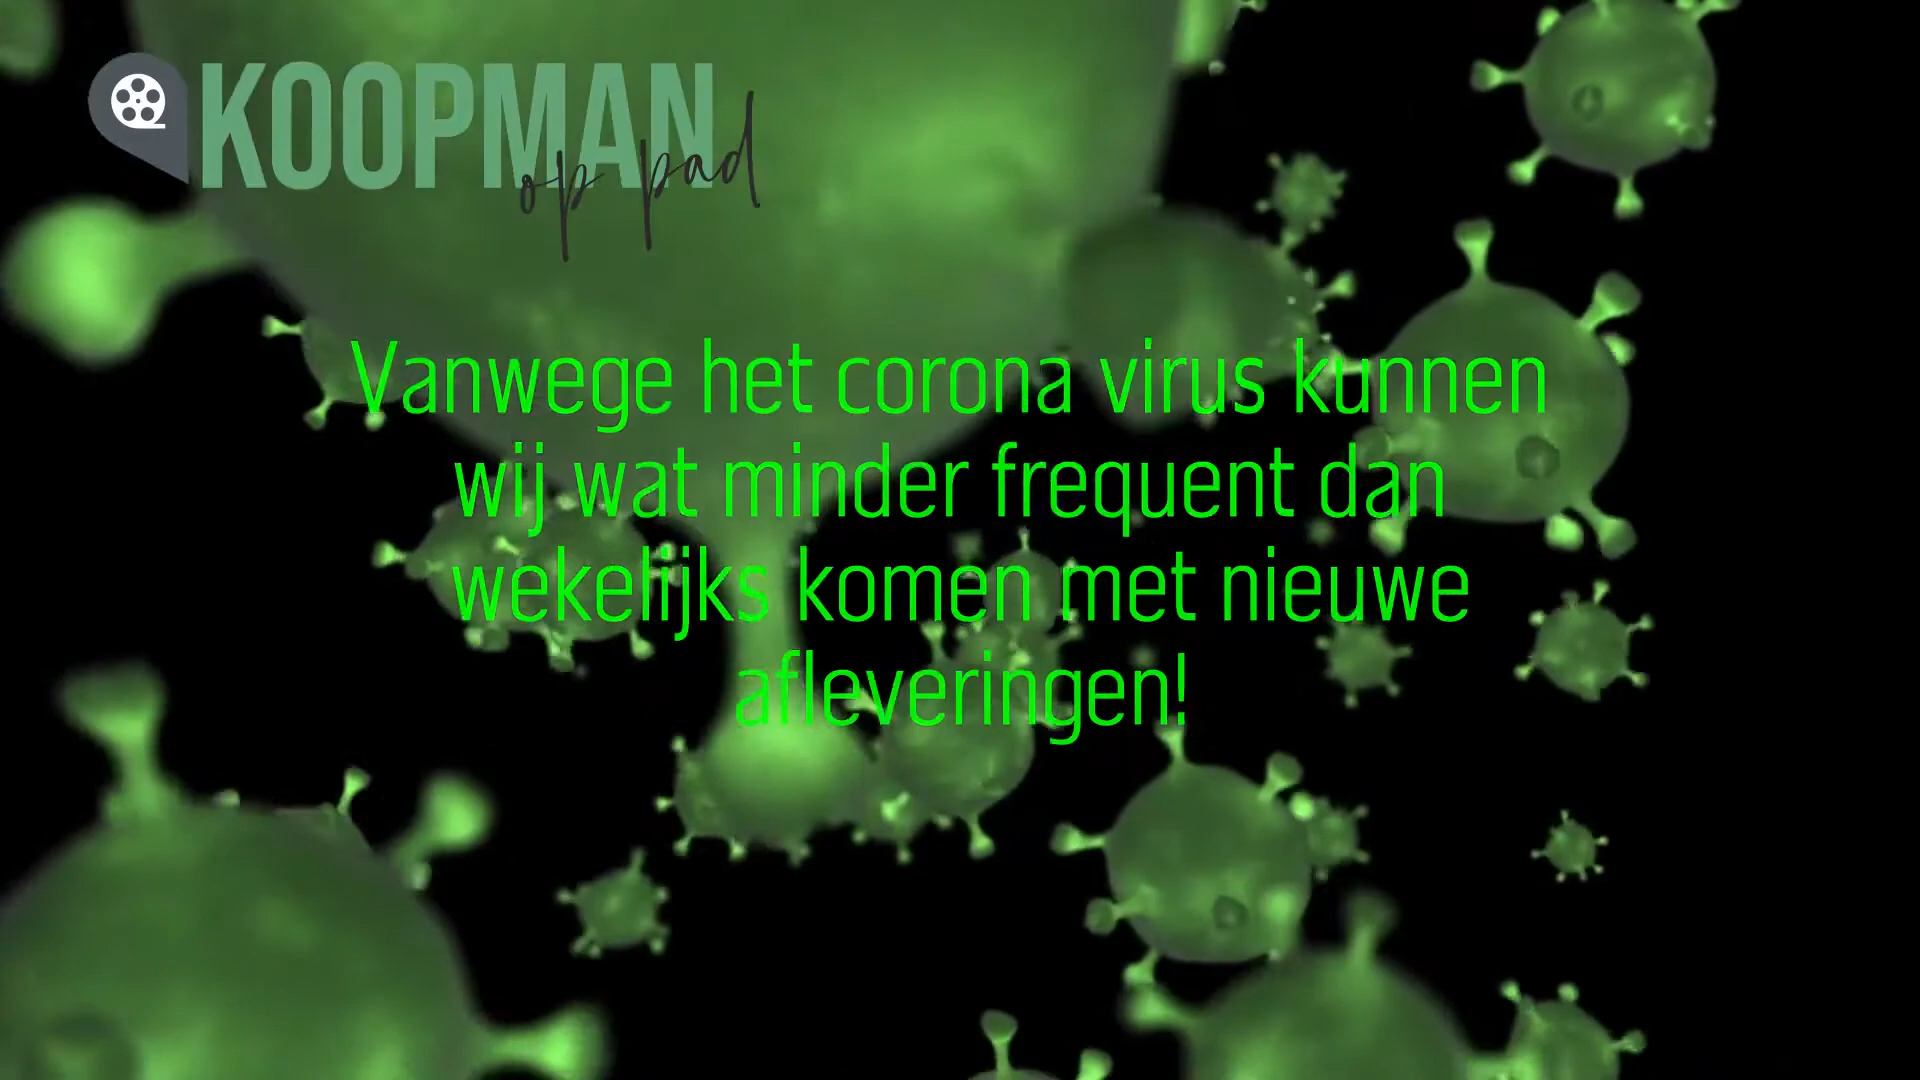 KOOPMAN
op pad
Vanwege het corona virus kunnen
wij wat minder frequent dan
wekelijks komen met nieuwe
afleveringen!